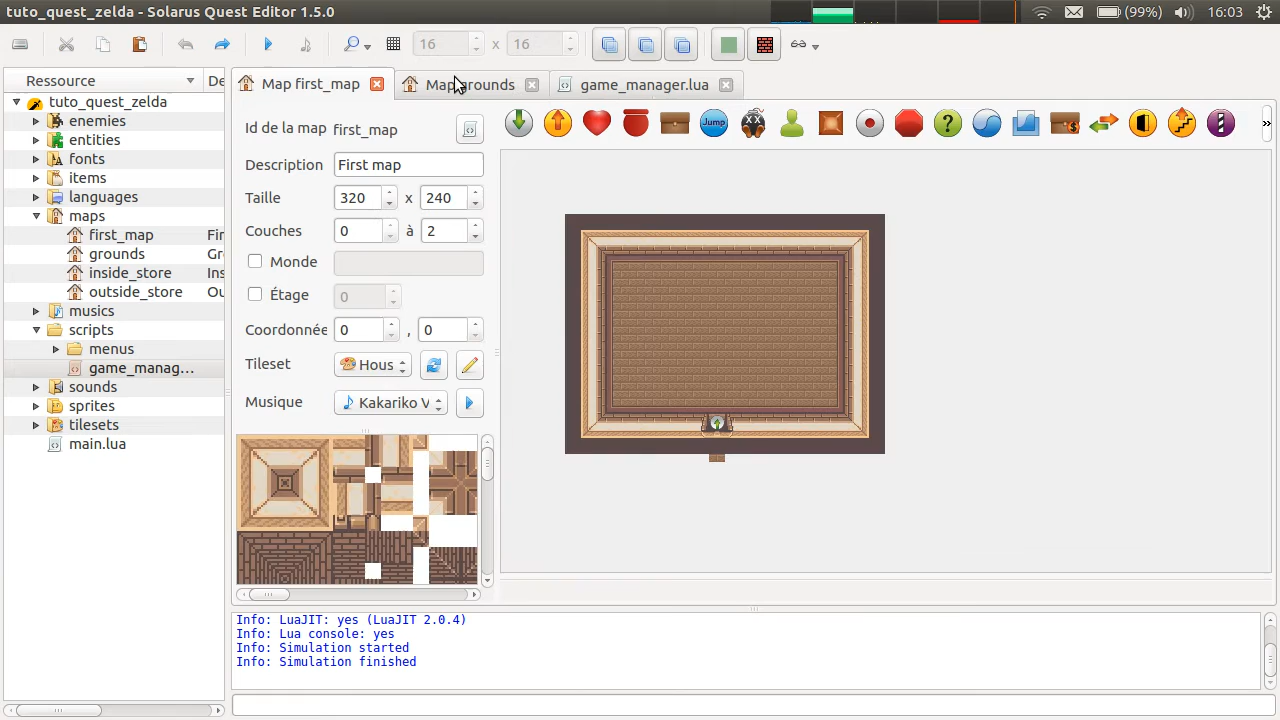 tuto_quest_zelda - Solarus Quest Editor 1.5.0
(99%)
16:03
16 x 16
Ressource
De
Map first_map
Map grounds
game_manager.lua
tuto_quest_zelda
enemies
entities
fonts
items
languages
maps
first_map
Fir
grounds
inside_store
Ins
outside_store
Ou
musics
scripts
menus
game_manag...
sounds
sprites
tilesets
main.lua
Id de la map first_map
Description First map
Taille 320 x 240
Couches 0 à 2
Monde
Étage 0
Coordonnée 0 , 0
Tileset Hous
Musique Kakariko V
Jump
»
Info: LuaJIT: yes (LuaJIT 2.0.4)
Info: Lua console: yes
Info: Simulation started
Info: Simulation finished